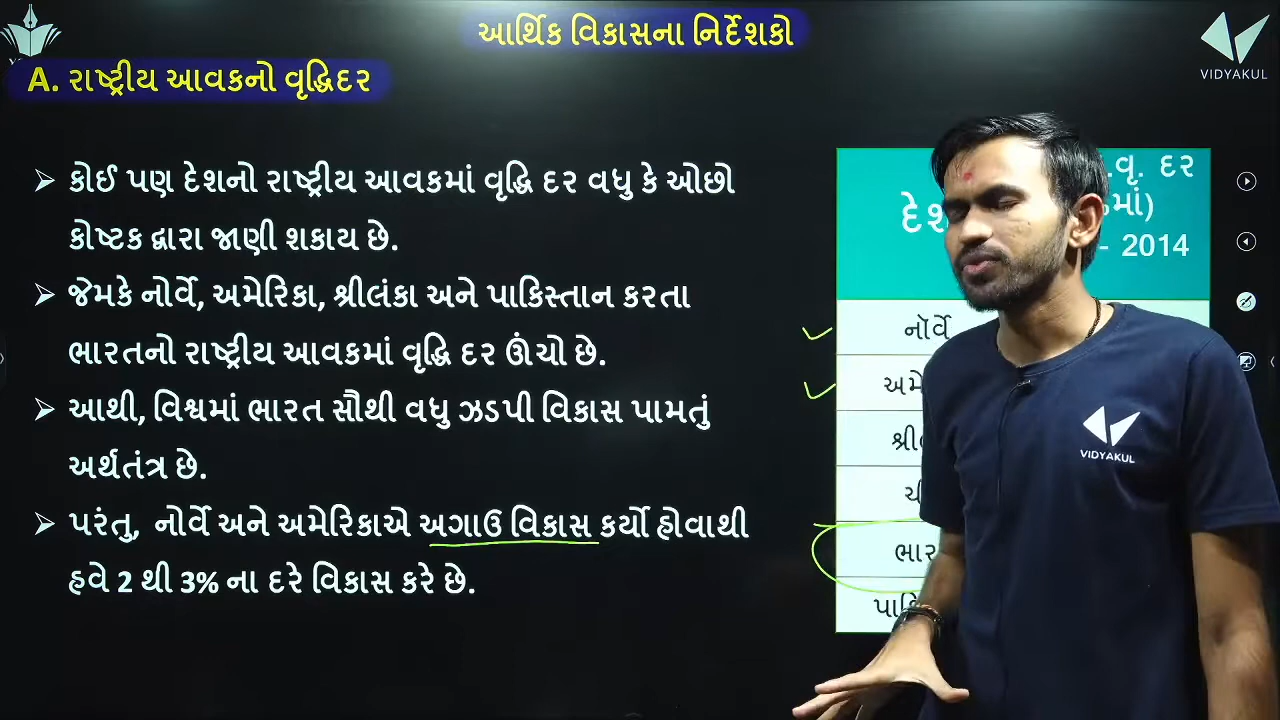 આર્થિક વિકાસના નિર્દેશકો
VIDYAKUL
A. રાષ્ટ્રીય આવકનો વૃદ્ધિદર
➢ કોઈ પણ દેશનો રાષ્ટ્રીય આવકમાં વૃદ્ધિ દર વધુ કે ઓછો
કોષ્ટક દ્વારા જાણી શકાય છે.
➢ જેમકે નોર્વે, અમેરિકા, શ્રીલંકા અને પાકિસ્તાન કરતા
ભારતનો રાષ્ટ્રીય આવકમાં વૃદ્ધિ દર ઊંચો છે.
➢ આથી, વિશ્વમાં ભારત સૌથી વધુ ઝડપી વિકાસ પામતું
અર્થતંત્ર છે.
➢ પરંતુ, નોર્વે અને અમેરિકાએ અગાઉ વિકાસ કર્યો હોવાથી
હવે 2 થી 3% ના દરે વિકાસ કરે છે.
.વૃ. દર
- 2014
નૉર્વે
VIDYAKUL